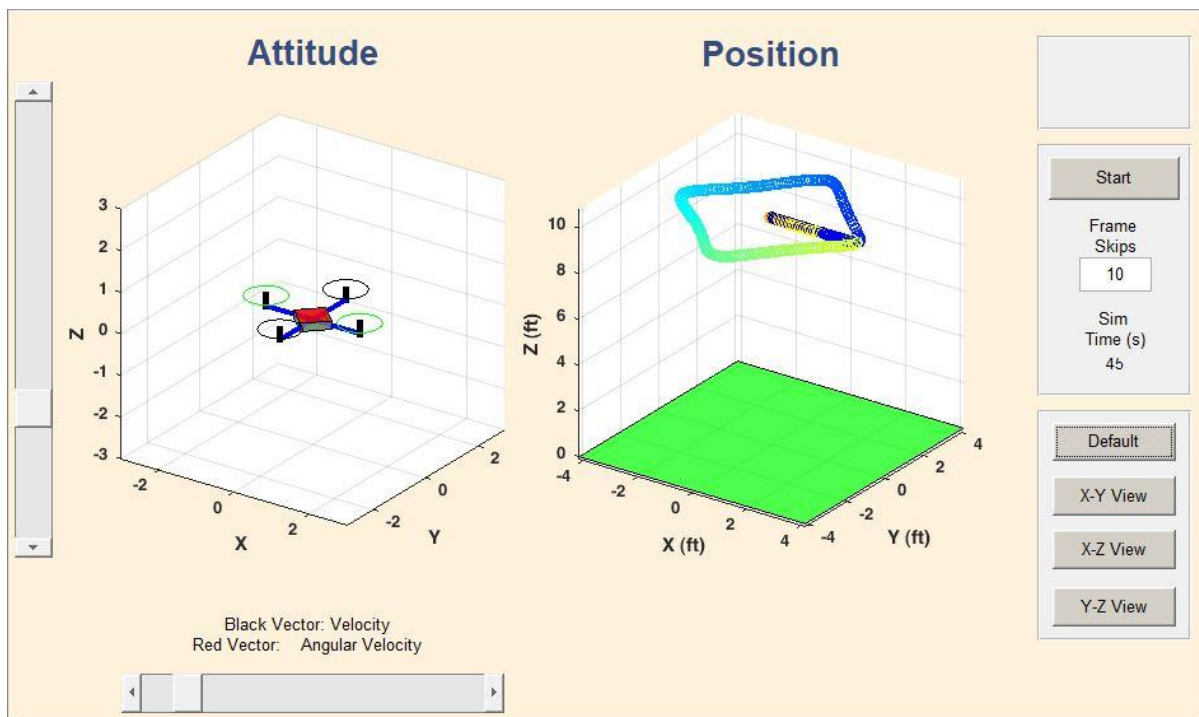 Attitude
Position
3
2
1
0
-1
-2
-3
Z
-2
0
2
X
-2
0
2
Y
10
8
6
4
2
0
Z (ft)
-4
-2
0
2
4
X (ft)
-4
-2
0
2
4
Y (ft)
Start
Frame
Skips
10
Sim
Time (s)
45
Default
X-Y View
X-Z View
Y-Z View
Black Vector: Velocity
Red Vector: Angular Velocity